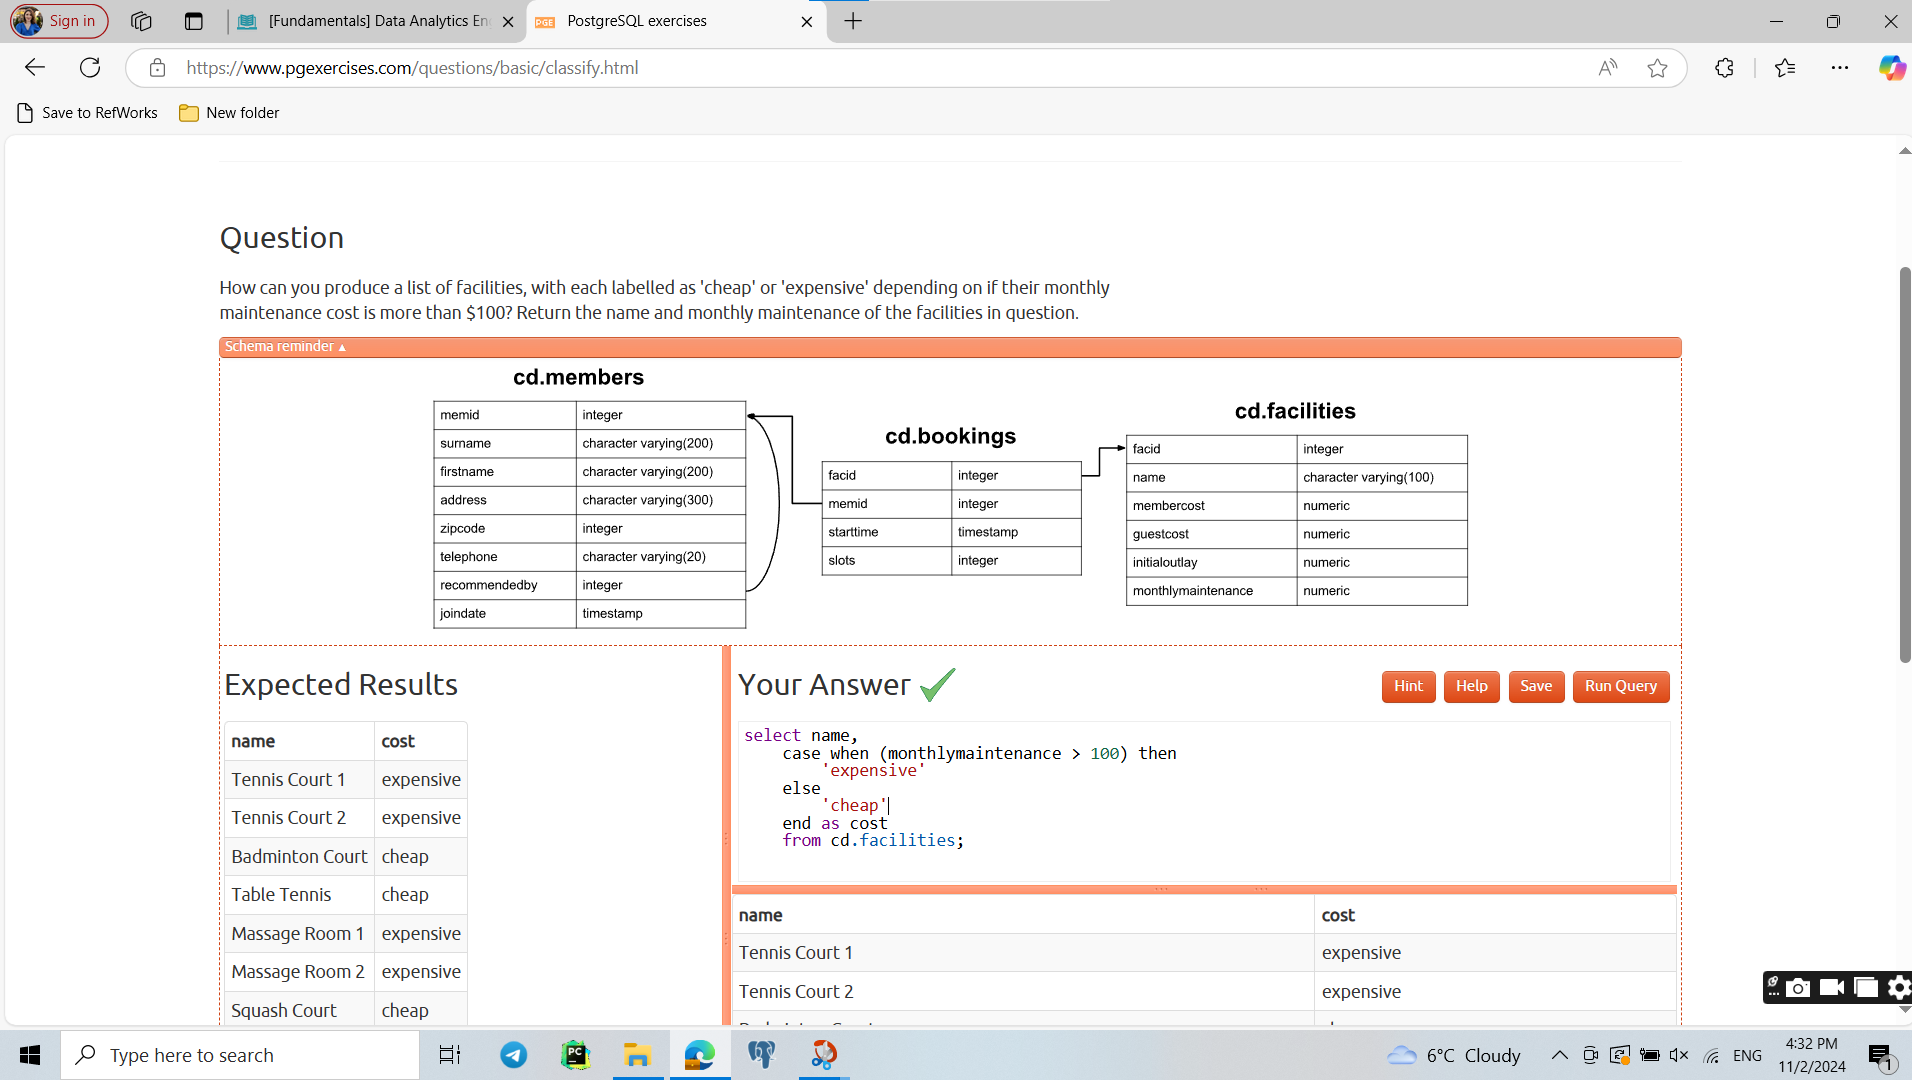 Sign in
[Fundamentals] Data Analytics En
PGE
PostgreSQL exercises
https://www.pgexercises.com/questions/basic/classify.html
Save to RefWorks
New folder
Question
How can you produce a list of facilities, with each labelled as 'cheap' or 'expensive' depending on if their monthly
maintenance cost is more than $100? Return the name and monthly maintenance of the facilities in question.
Schema reminder ▲
cd.members
memid integer
surname character varying(200)
firstname character varying(200)
address character varying(300)
zipcode integer
telephone character varying(20)
recommendedby integer
joindate timestamp
cd.bookings
facid integer
memid integer
starttime timestamp
slots integer
cd.facilities
facid integer
name character varying(100)
membercost numeric
guestcost numeric
initialoutlay numeric
monthlymaintenance numeric
Expected Results
name cost
Tennis Court 1 expensive
Tennis Court 2 expensive
Badminton Court cheap
Table Tennis cheap
Massage Room 1 expensive
Massage Room 2 expensive
Squash Court cheap
Your Answer
Hint
Help
Save
Run Query
select name,
case when (monthlymaintenance > 100) then
'expensive'
else
'cheap'
end as cost
from cd.facilities;
name cost
Tennis Court 1 expensive
Tennis Court 2 expensive
Type here to search
PC
6°C Cloudy
ENG
4:32 PM
11/2/2024
1